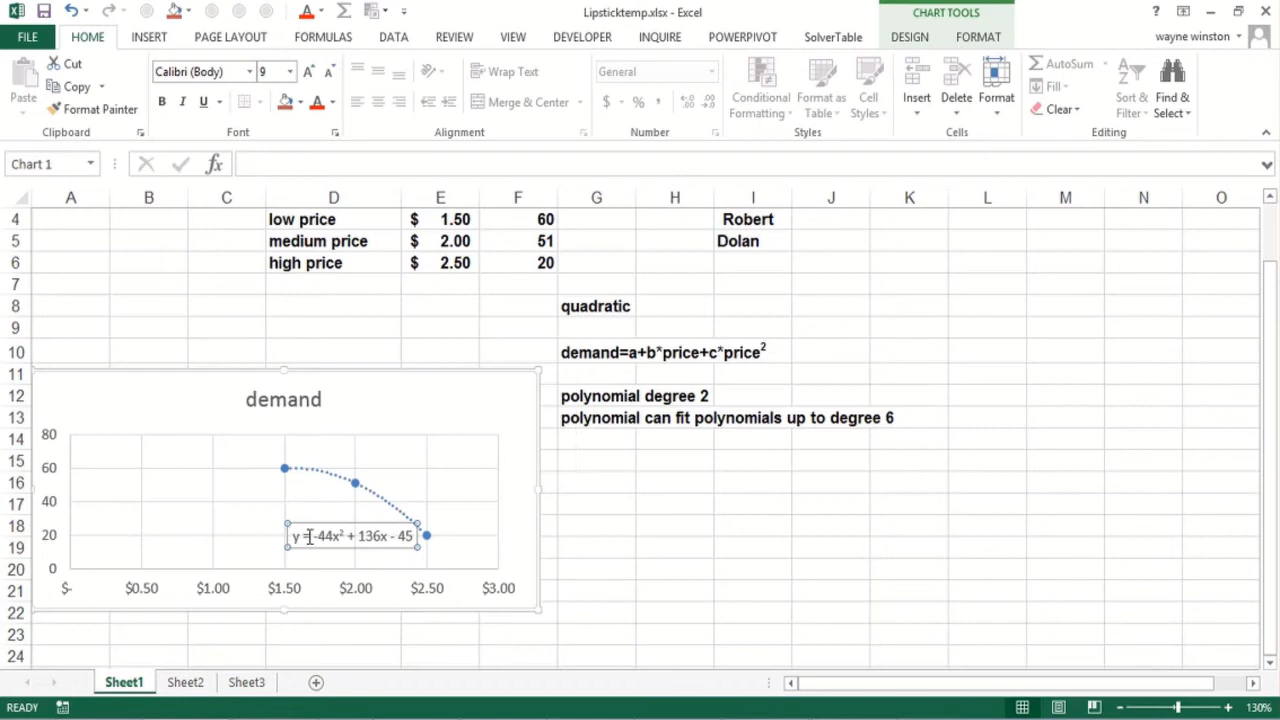 Lipsticktemp.xlsx - Excel
CHART TOOLS
?
FILE HOME INSERT PAGE LAYOUT FORMULAS DATA REVIEW VIEW DEVELOPER INQUIRE POWERPIVOT SolverTable DESIGN FORMAT wayne winston
Paste
Cut
Copy
Format Painter
Clipboard
Calibri (Body) 9
B I U
Font
Wrap Text
Merge & Center
Alignment
General
$ % ,
Number
Conditional Formatting
Format as Table
Cell Styles
Styles
Insert
Delete
Format
Cells
AutoSum
Fill
Clear
Sort & Filter
Find & Select
Editing
Chart 1
fx
A B C D E F G H I J K L M N O
4 low price $ 1.50 60 Robert
5 medium price $ 2.00 51 Dolan
6 high price $ 2.50 20
7
8 quadratic
9
10 demand=a+b*price+c*price²
11
12 polynomial degree 2
13 polynomial can fit polynomials up to degree 6
14
15
16
17
18
19
20
21
22
23
24
demand
80
60
40
20
0
y = -44x² + 136x - 45
$- $0.50 $1.00 $1.50 $2.00 $2.50 $3.00
Sheet1 Sheet2 Sheet3
READY
130%